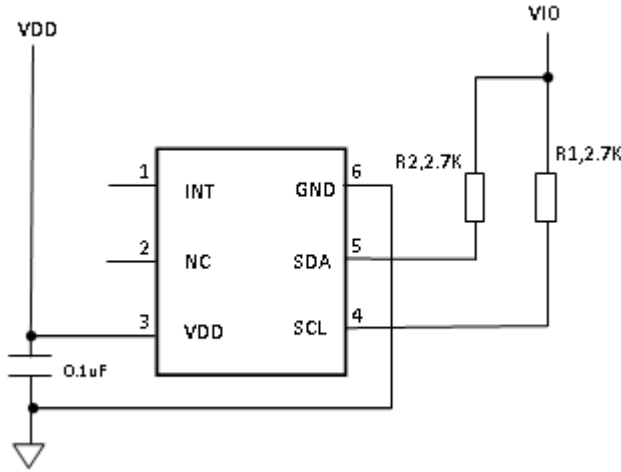 VDD
VIO
R2,2.7K
R1,2.7K
1
INT
GND
6
2
NC
SDA
5
3
VDD
SCL
4
0.1uF